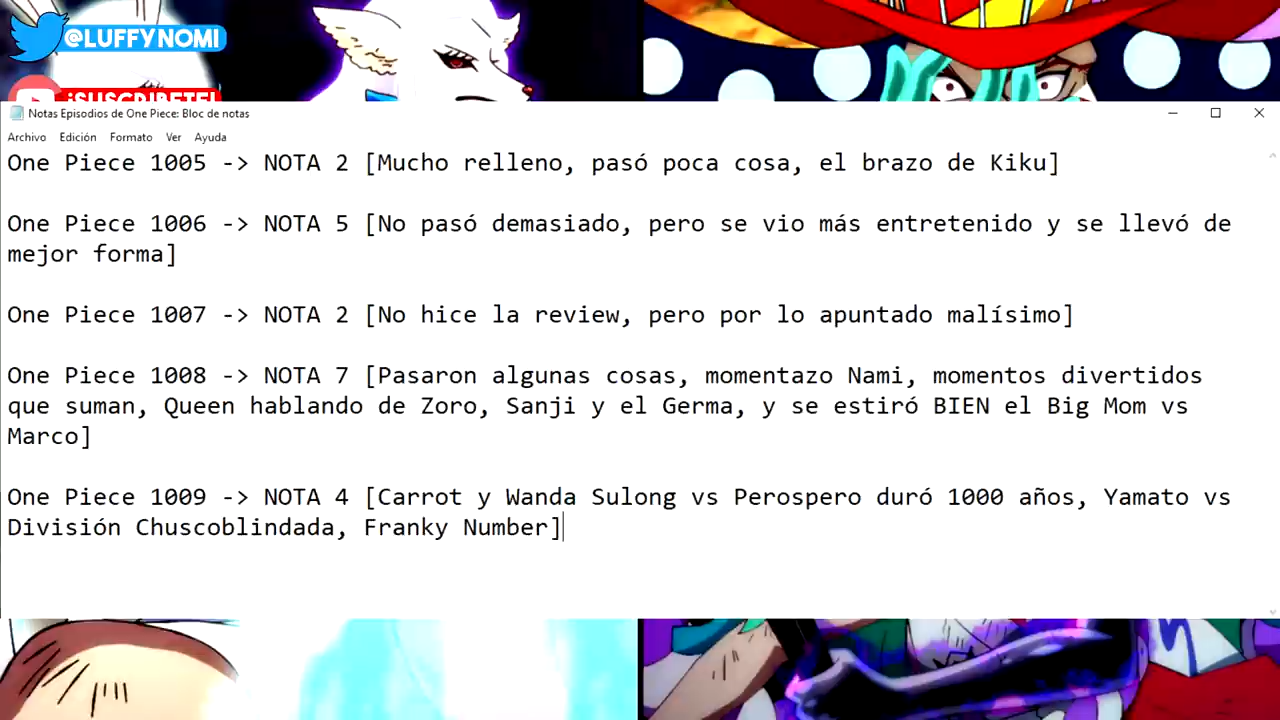 @LUFFYNOMI
¡SUSCRIBETE!
Notas Episodios de One Piece: Bloc de notas
Archivo Edición Formato Ver Ayuda
One Piece 1005 -> NOTA 2 [Mucho relleno, pasó poca cosa, el brazo de Kiku]
One Piece 1006 -> NOTA 5 [No pasó demasiado, pero se vio más entretenido y se llevó de
mejor forma]
One Piece 1007 -> NOTA 2 [No hice la review, pero por lo apuntado malísimo]
One Piece 1008 -> NOTA 7 [Pasaron algunas cosas, momentazo Nami, momentos divertidos
que suman, Queen hablando de Zoro, Sanji y el Germa, y se estiró BIEN el Big Mom vs
Marco]
One Piece 1009 -> NOTA 4 [Carrot y Wanda Sulong vs Perospero duró 1000 años, Yamato vs
División Chuscoblindada, Franky Number]